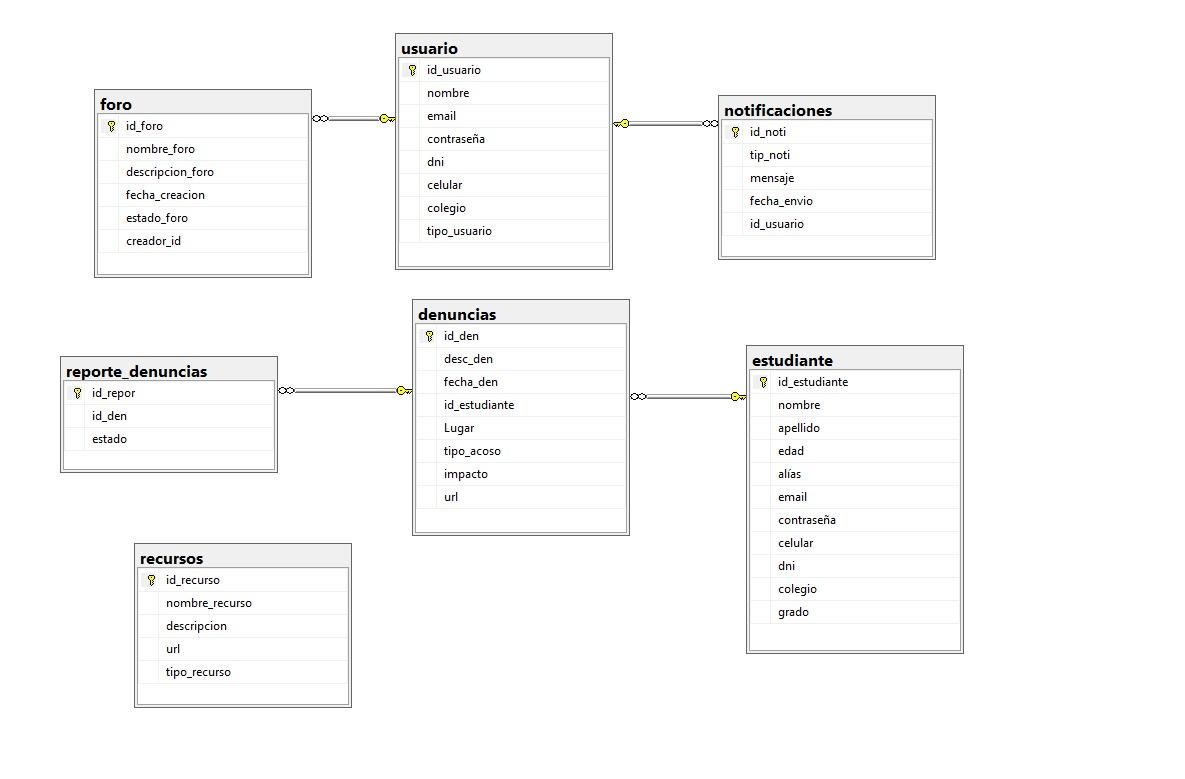 usuario
id_usuario
nombre
email
contraseña
dni
celular
colegio
tipo_usuario
foro
id_foro
nombre_foro
descripcion_foro
fecha_creacion
estado_foro
creador_id
notificaciones
id_noti
tip_noti
mensaje
fecha_envio
id_usuario
denuncias
id_den
desc_den
fecha_den
id_estudiante
Lugar
tipo_acoso
impacto
url
reporte_denuncias
id_repor
id_den
estado
estudiante
id_estudiante
nombre
apellido
edad
alías
email
contraseña
celular
dni
colegio
grado
recursos
id_recurso
nombre_recurso
descripcion
url
tipo_recurso